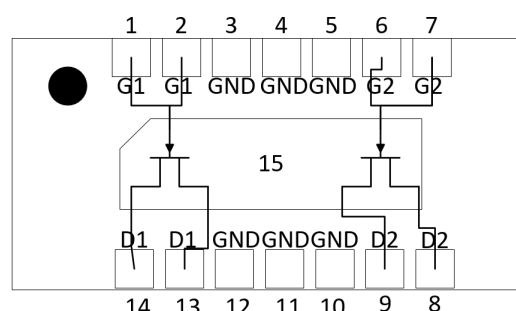 1 2 3 4 5 6 7
G1 G1 GND GND GND G2 G2
15
D1 D1 GND GND GND D2 D2
14 13 12 11 10 9 8